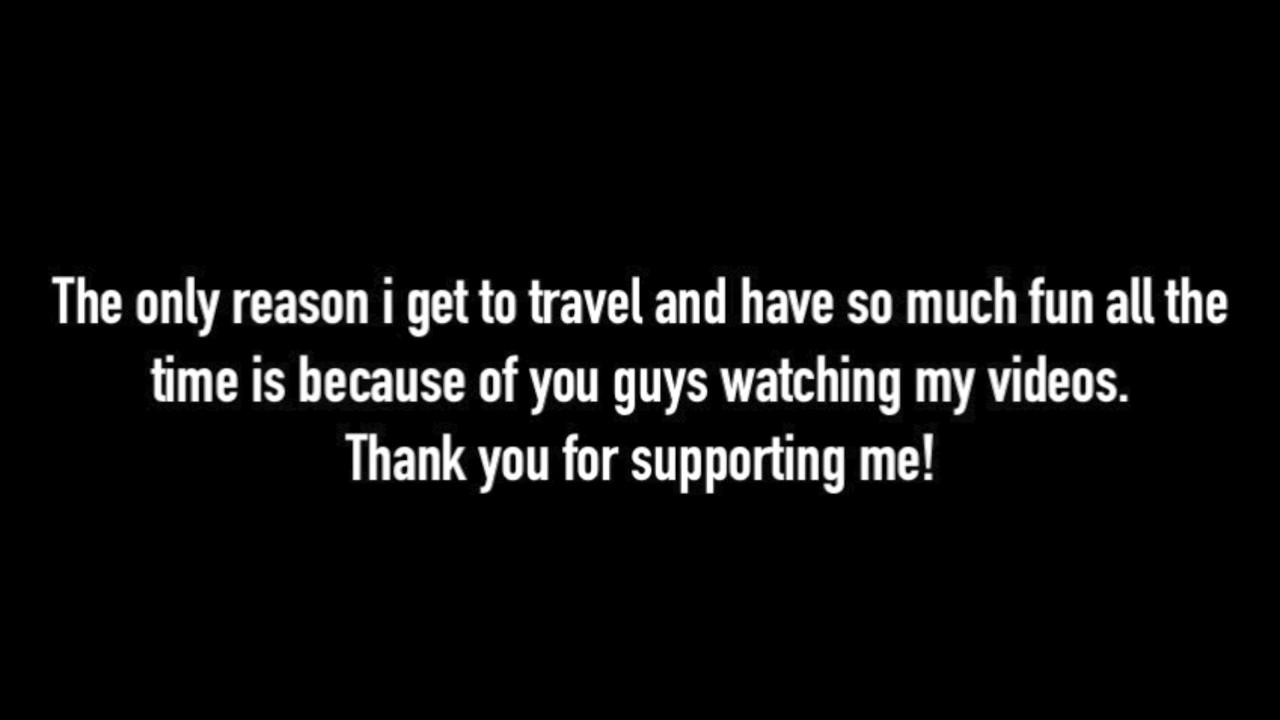 The only reason i get to travel and have so much fun all the
time is because of you guys watching my videos.
Thank you for supporting me!